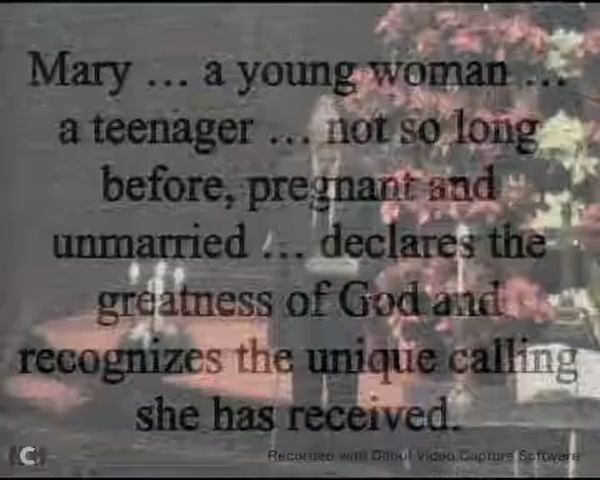 Mary ... a young woman ...
a teenager ... not so long
before, pregnant and
unmarried ... declares the
greatness of God and
recognizes the unique calling
she has received.
C
Recorded with Debut Video Capture Software